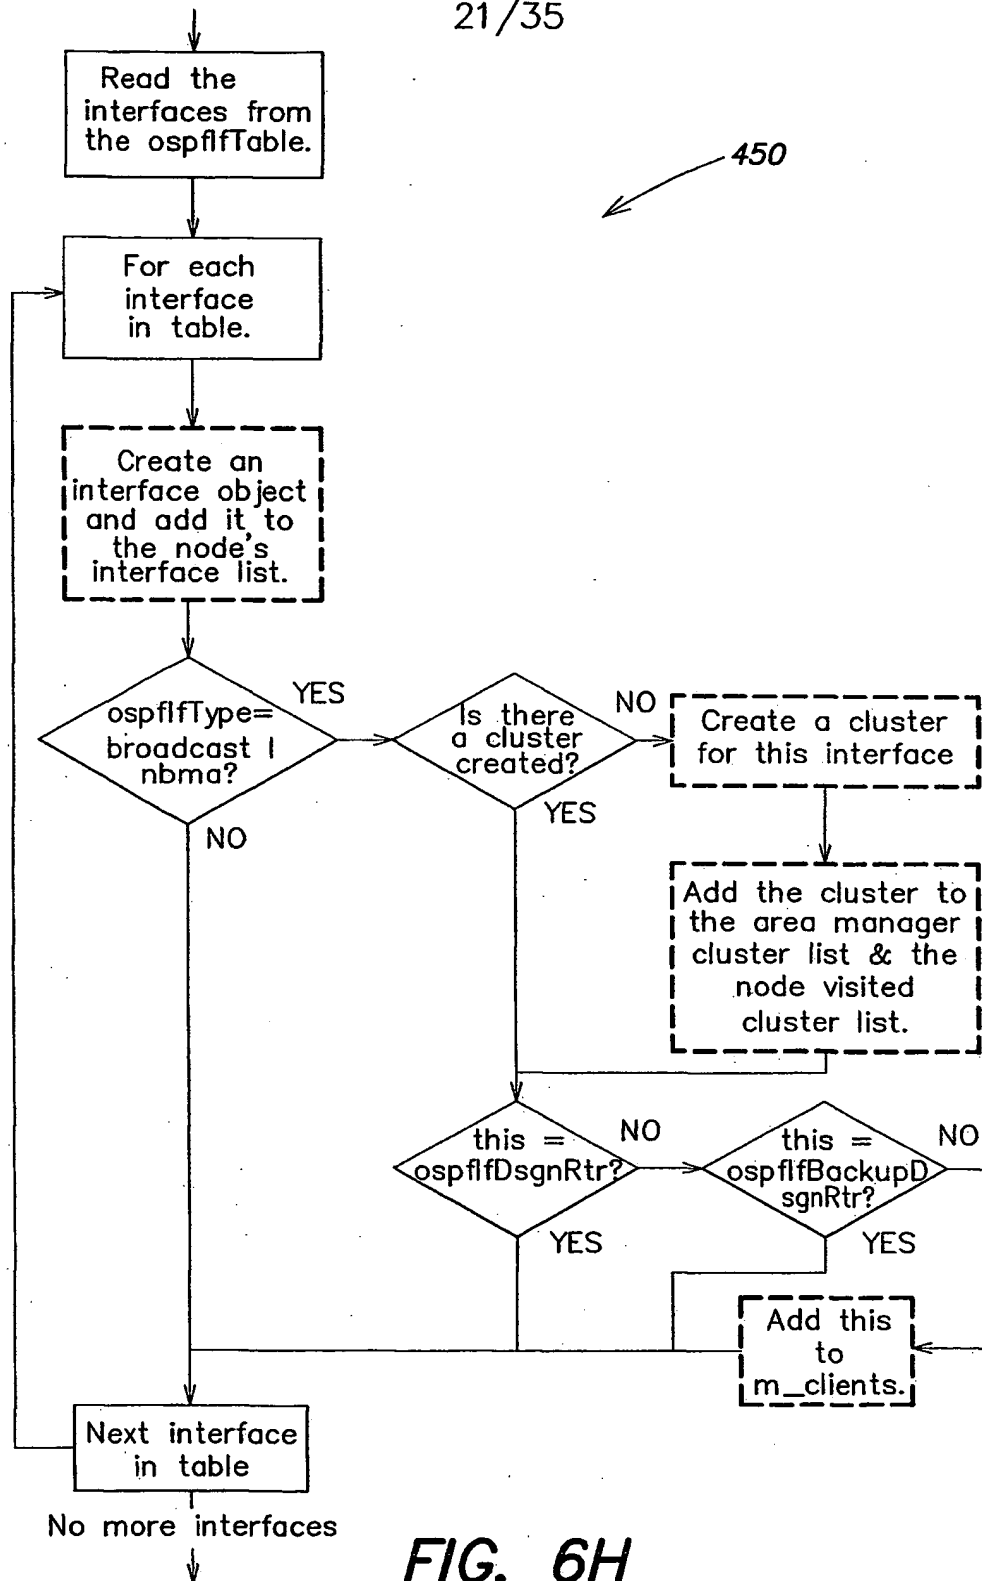 21/35
Read the
interfaces from
the ospfIfTable.
450
For each
interface
in table.
Create an
interface object
and add it to
the node's
interface list.
ospfIfType=
broadcast |
nbma?
YES
NO
Is there
a cluster
created?
NO
YES
Create a cluster
for this interface
Add the cluster to
the area manager
cluster list & the
node visited
cluster list.
this =
ospfIfDsgnRtr?
NO
YES
this =
ospfIfBackupD
sgnRtr?
NO
YES
Add this
to
m_clients.
Next interface
in table
No more interfaces
FIG. 6H